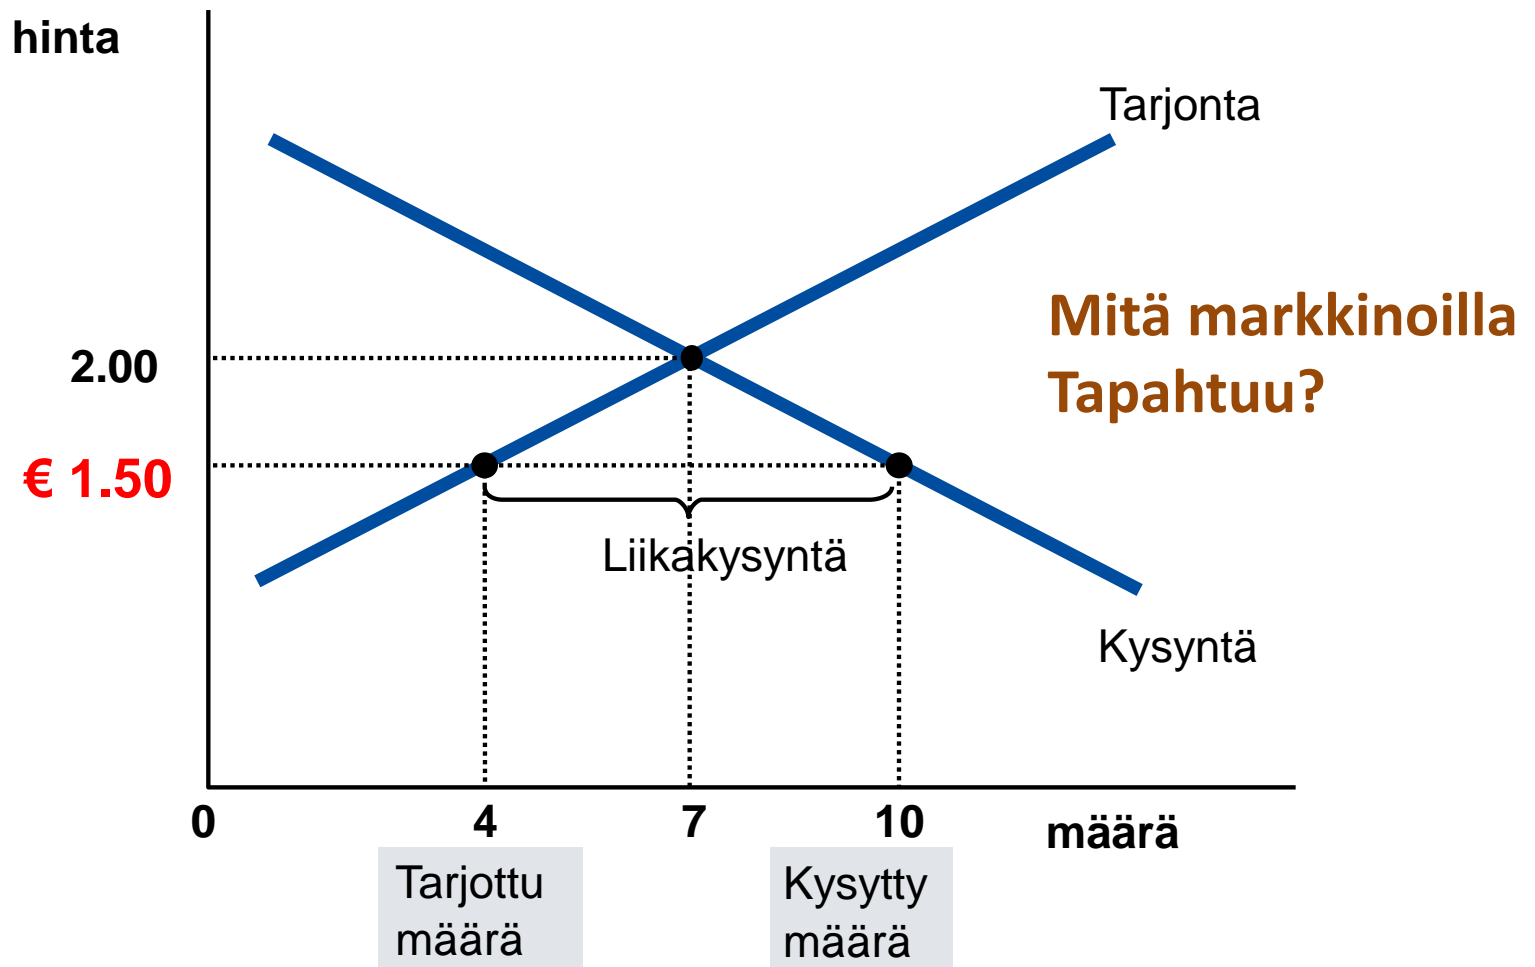 hinta
Tarjonta
Mitä markkinoilla
Tapahtuu?
2.00
€ 1.50
Liikakysyntä
Kysyntä
0
4
7
10
määrä
Tarjottu
määrä
Kysytty
määrä